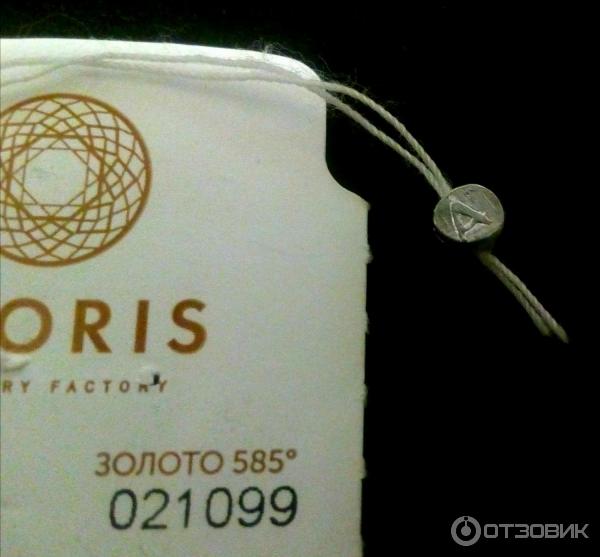 ORIS
RY FACTORY
ЗОЛОТО 585°
021099
A
ОТЗОВИК